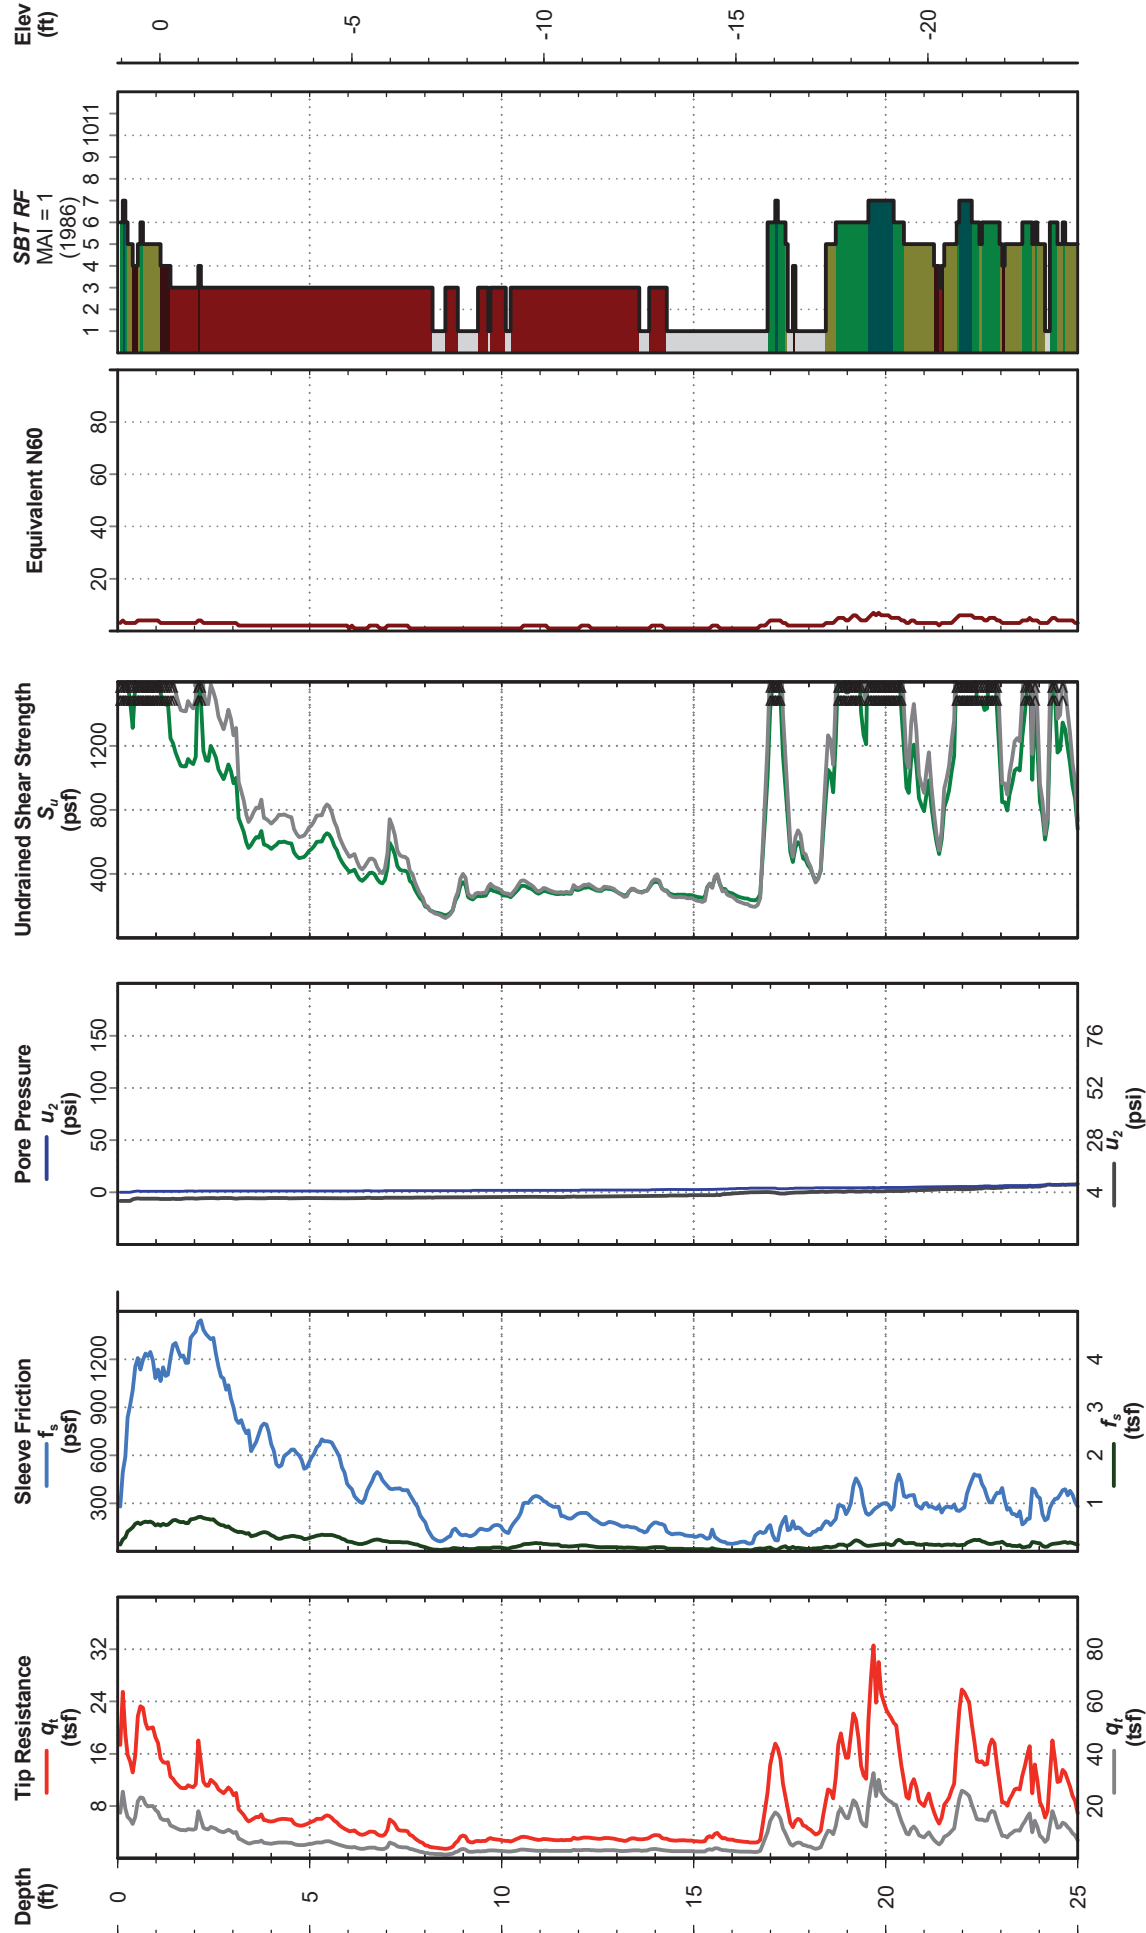 Depth
(ft)
0
5
10
15
20
25
Tip Resistance
qt
(tsf)
8
16
24
32
20
40
60
80
qt
(tsf)
Sleeve Friction
fs
(psf)
300
600
900
1200
1
2
3
4
fs
(tsf)
Pore Pressure
u2
(psi)
0
50
100
150
4
28
52
76
u2
(psi)
Undrained Shear Strength
Su
(psf)
400
800
1200
Equivalent N60
20
40
60
80
SBT RF
MAI = 1
(1986)
1 2 3 4 5 6 7 8 9 1011
Elev
(ft)
0
-5
-10
-15
-20